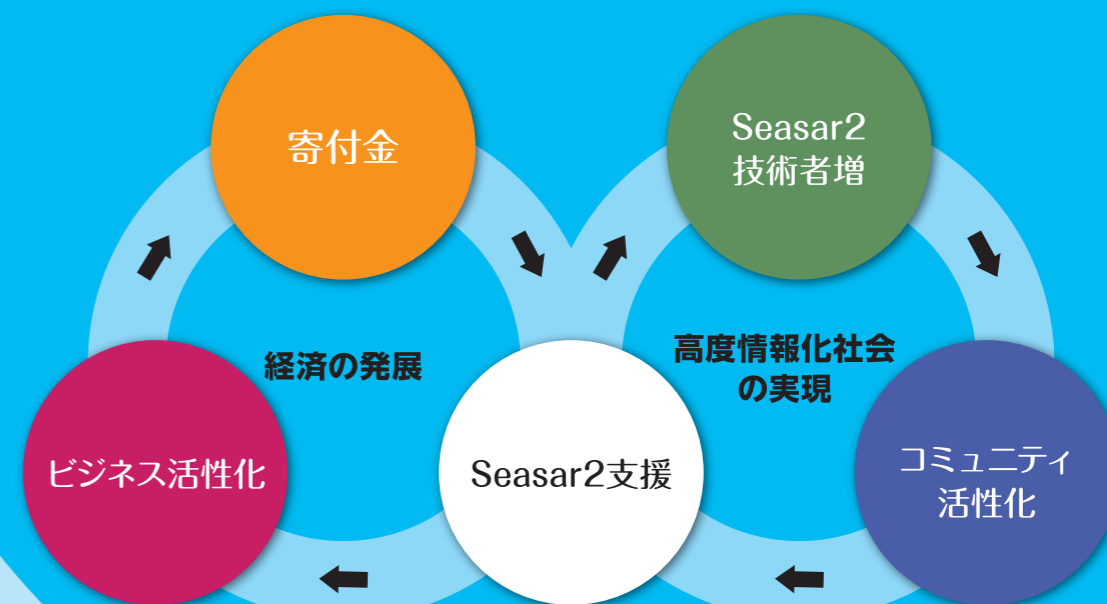 寄付金
Seasar2
技術者増
経済の発展
高度情報化社会
の実現
ビジネス活性化
Seasar2支援
コミュニティ
活性化